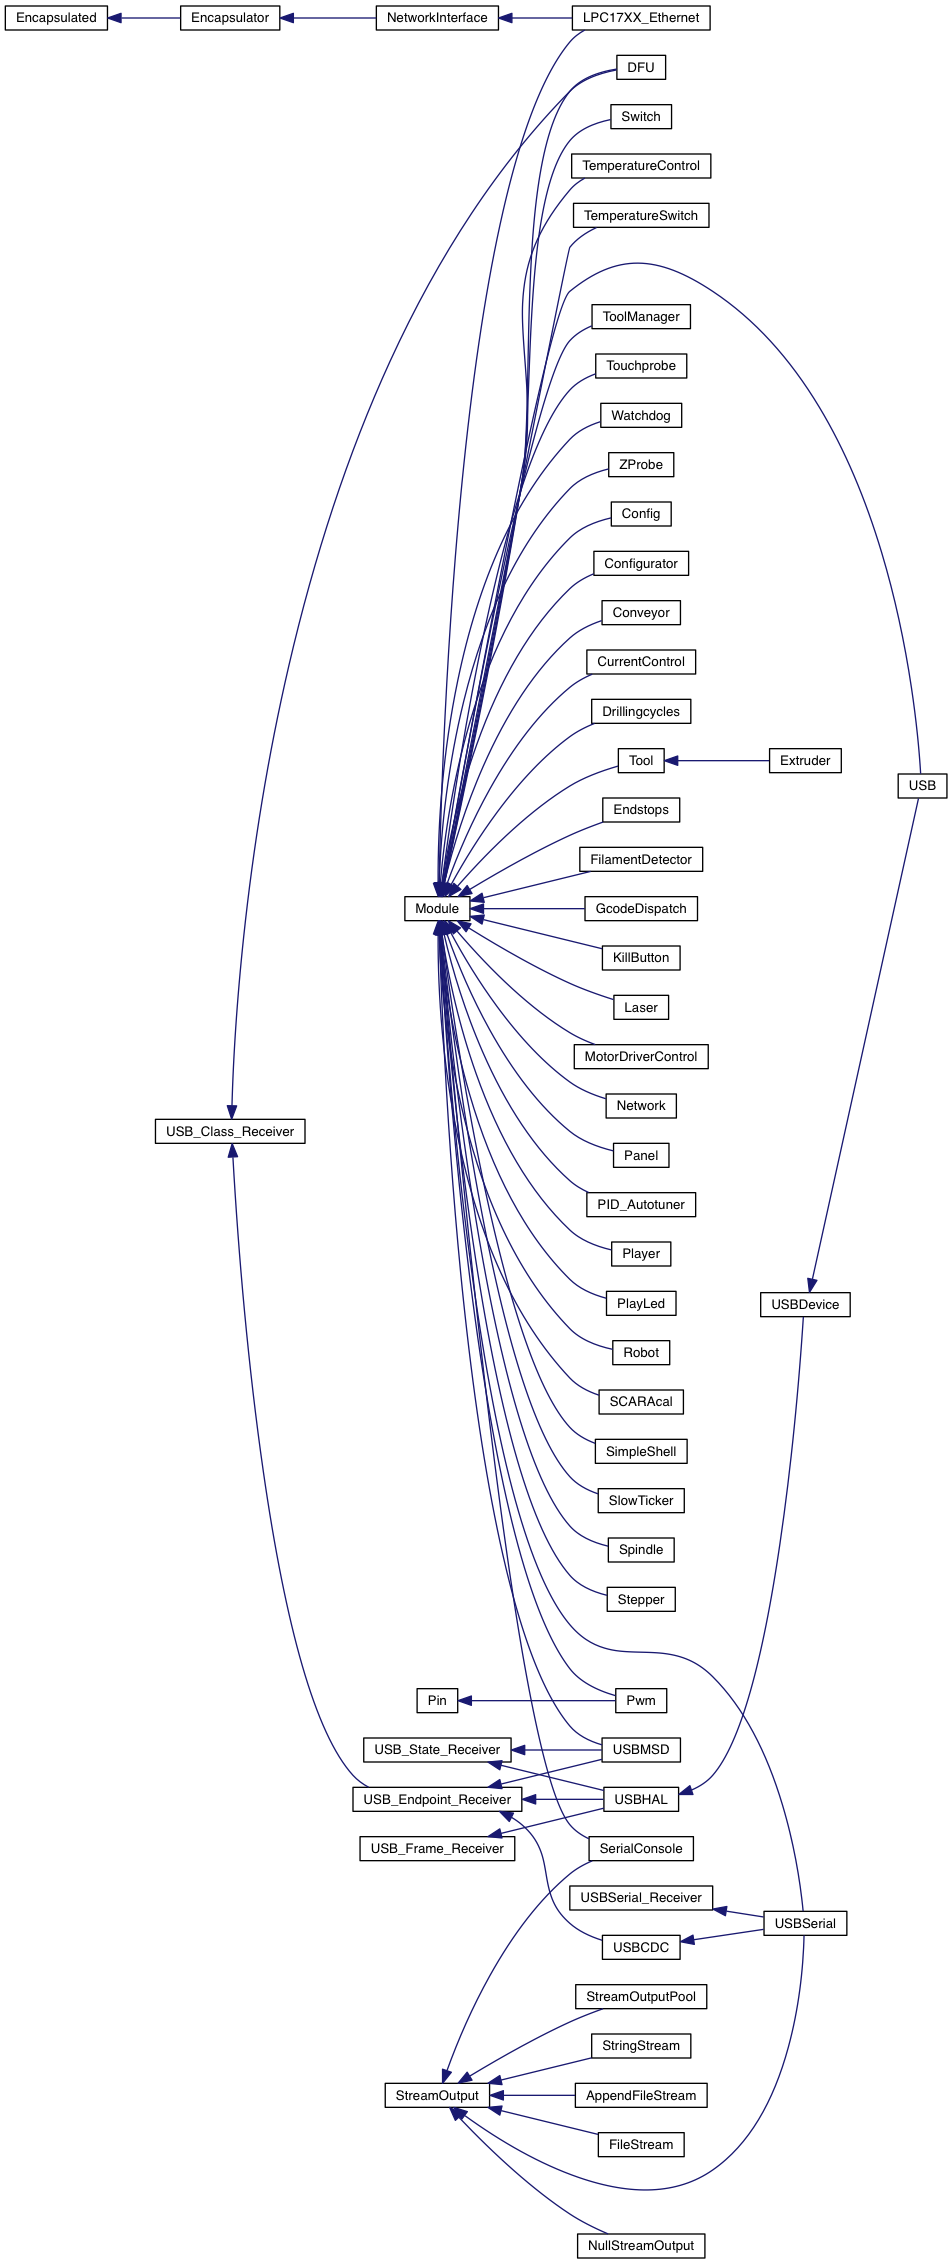 Encapsulated
Encapsulator
NetworkInterface
LPC17XX_Ethernet
DFU
Switch
TemperatureControl
TemperatureSwitch
ToolManager
Touchprobe
Watchdog
ZProbe
Config
Configurator
Conveyor
CurrentControl
Drillingcycles
Tool
Extruder
USB
Endstops
FilamentDetector
Module
GcodeDispatch
KillButton
Laser
MotorDriverControl
Network
USB_Class_Receiver
Panel
PID_Autotuner
Player
PlayLed
USBDevice
Robot
SCARAcal
SimpleShell
SlowTicker
Spindle
Stepper
Pin
Pwm
USB_State_Receiver
USBMSD
USB_Endpoint_Receiver
USBHAL
USB_Frame_Receiver
SerialConsole
USBSerial_Receiver
USBSerial
USBCDC
StreamOutputPool
StringStream
StreamOutput
AppendFileStream
FileStream
NullStreamOutput